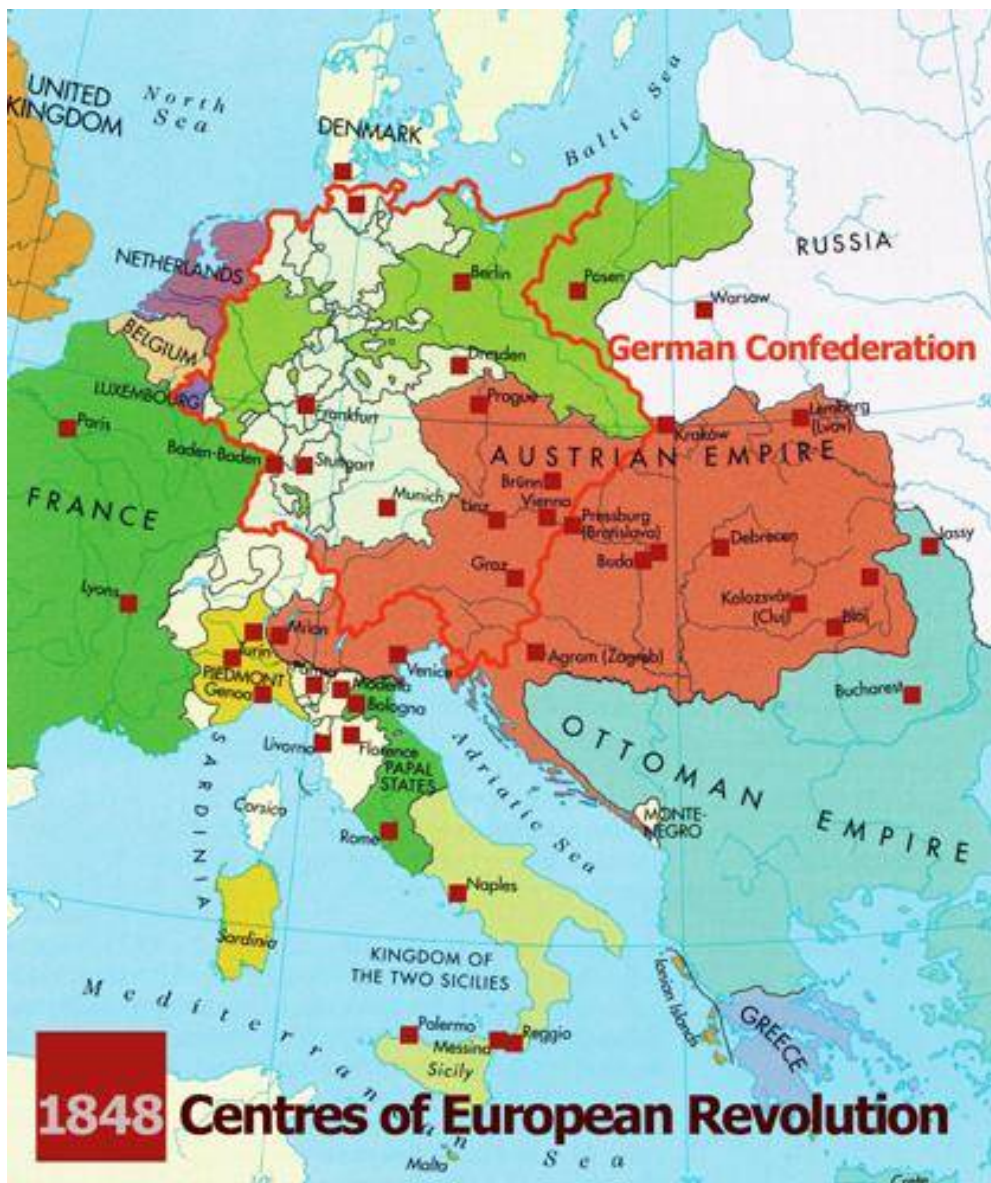 UNITED
KINGDOM
North
Sea
DENMARK
Baltic Sea
NETHERLANDS
RUSSIA
Berlin
Posen
Warsaw
BELGIUM
German Confederation
Dresden
LUXEMBOURG
Prague
Frankfurt
Paris
Kraków
Lemberg
(Lvov)
Baden-Baden
Stuttgart
AUSTRIAN EMPIRE
FRANCE
Munich
Brünn
Linz
Vienna
Pressburg
(Bratislava)
Jassy
Debrecen
Buda
Graz
Lyons
Kolozsvár
(Cluj)
Blaj
Milan
Turin
Agram (Zagreb)
Venice
PIEDMONT
Parma
Modena
Bucharest
Genoa
Bologna
Livorno
Florence
OTTOMAN EMPIRE
SARDINIA
PAPAL
STATES
Adriatic Sea
Corsica
MONTE-
NEGRO
Rome
Naples
Sardinia
KINGDOM OF
THE TWO SICILIES
Ionian Islands
Mediterranean Sea
GREECE
Palermo
Messina
Reggio
Sicily
1848 Centres of European Revolution
Malta
Crete